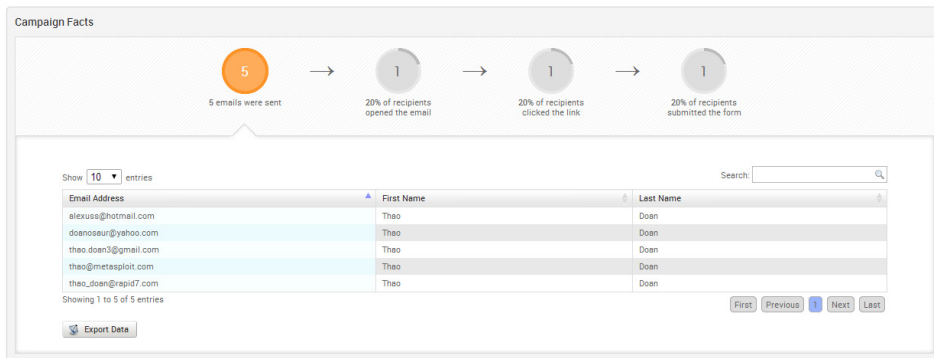 Campaign Facts
5 1 1 1
5 emails were sent
20% of recipients
opened the email
20% of recipients
clicked the link
20% of recipients
submitted the form
Show 10 entries
Search:
Email Address First Name Last Name
alexuss@hotmail.com Thao Doan
doanosaur@yahoo.com Thao Doan
thao.doan3@gmail.com Thao Doan
thao@metasploit.com Thao Doan
thao_doan@rapid7.com Thao Doan
Showing 1 to 5 of 5 entries
First Previous 1 Next Last
Export Data